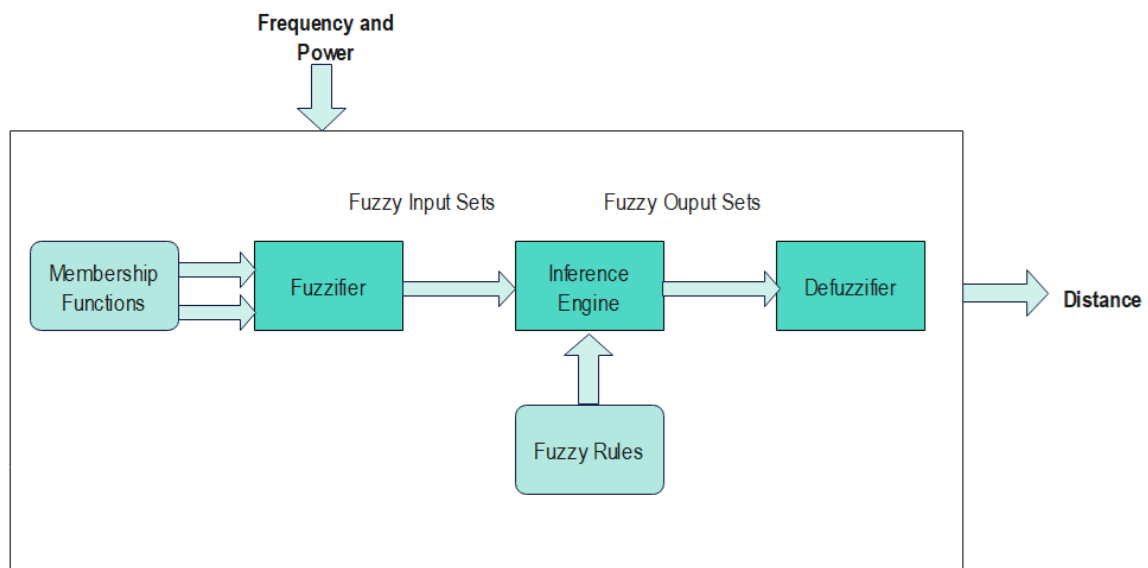 Frequency and
Power
Fuzzy Input Sets
Fuzzy Ouput Sets
Membership
Functions
Fuzzifier
Inference
Engine
Defuzzifier
Distance
Fuzzy Rules